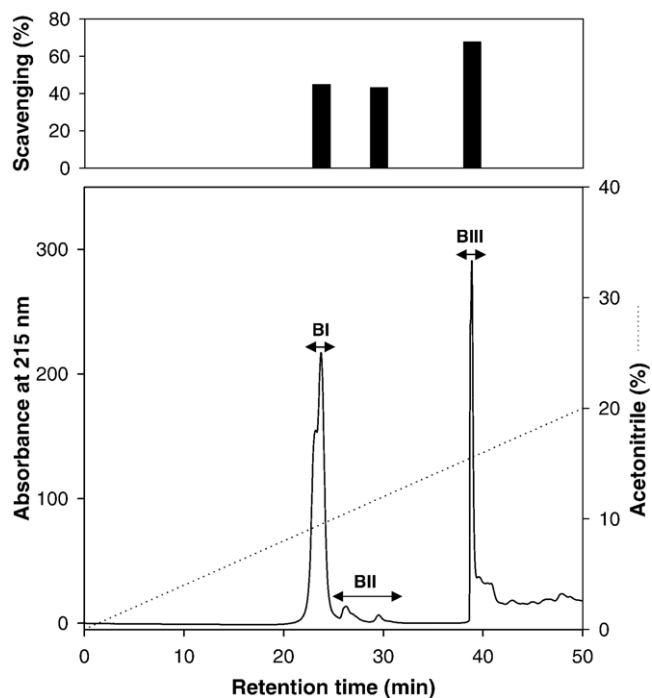 80
60
40
20
0
Scavenging (%)
40
300
30
200
20
100
10
0
0
BI
BII
BIII
Absorbance at 215 nm
Acetonitrile (%)
0 10 20 30 40 50
Retention time (min)